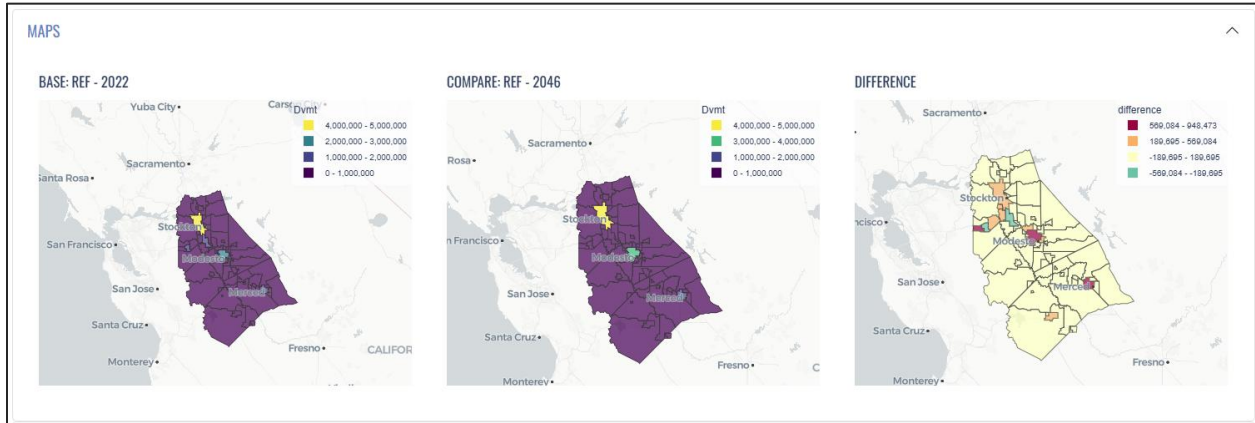 MAPS
BASE: REF - 2022
COMPARE: REF - 2046
DIFFERENCE
Yuba City
Sacramento
Santa Rosa
Stockton
San Francisco
Modesto
San Jose
Merced
Santa Cruz
Fresno
CALIFOR
Monterey
Dvmt
4,000,000 - 5,000,000
2,000,000 - 3,000,000
1,000,000 - 2,000,000
0 - 1,000,000
Sacramento
Rosa
Stockton
n Francisco
Modesto
San Jose
Merced
Santa Cruz
Fresno
C
Monterey
Dvmt
4,000,000 - 5,000,000
3,000,000 - 4,000,000
1,000,000 - 2,000,000
0 - 1,000,000
Sacramento
Stockton
cisco
Modesto
San Jose
Merced
Santa Cruz
Fresno
Monterey
difference
569,084 - 948,473
189,695 - 569,084
-189,695 - 189,695
-569,084 - -189,695